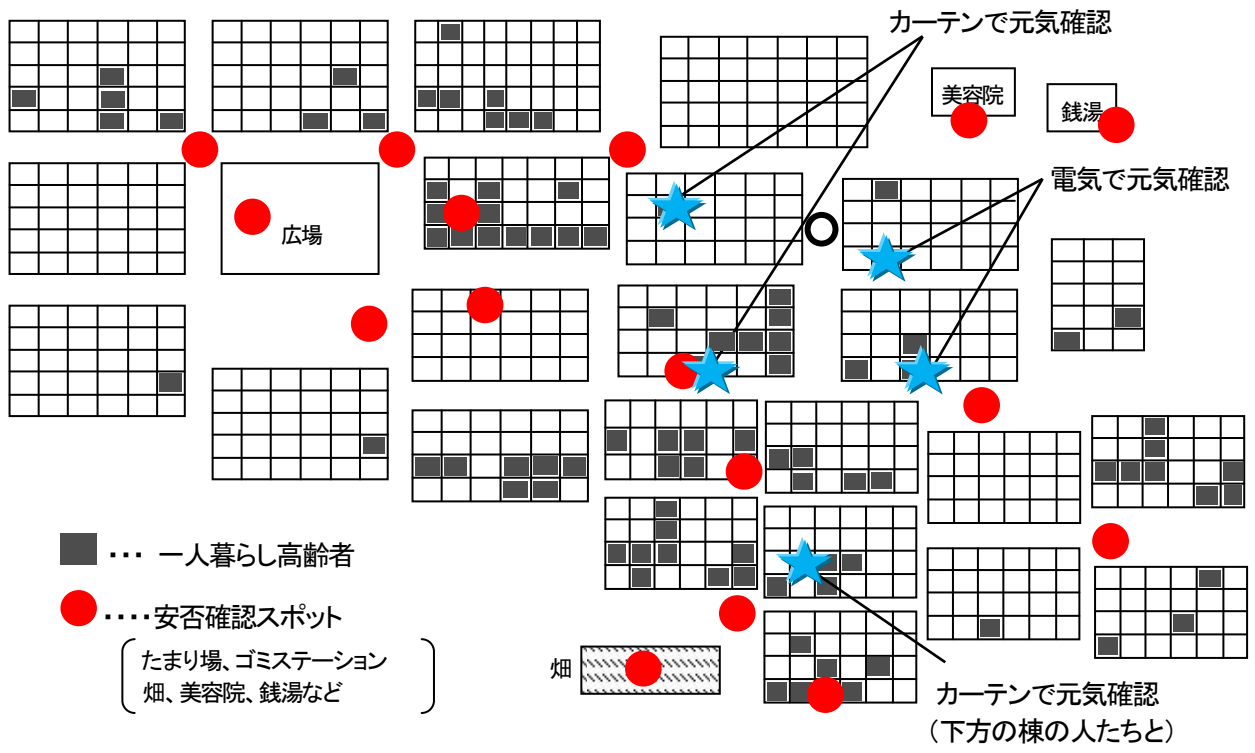 カーテンで元気確認
美容院
銭湯
電気で元気確認
広場
･･･ 一人暮らし高齢者
････安否確認スポット
たまり場、ゴミステーション
畑、美容院、銭湯など
畑
カーテンで元気確認
（下方の棟の人たちと）